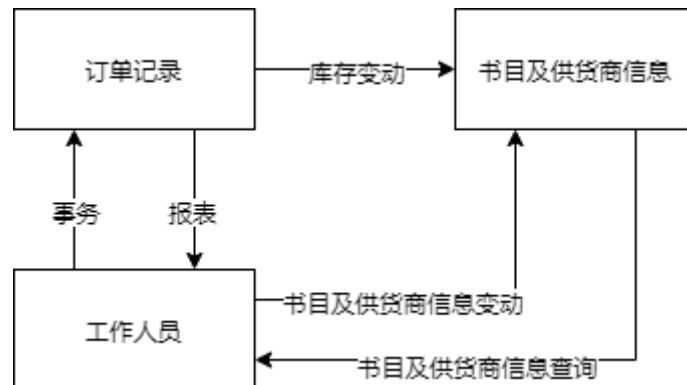 订单记录
库存变动
书目及供货商信息
事务
报表
工作人员
书目及供货商信息变动
书目及供货商信息查询